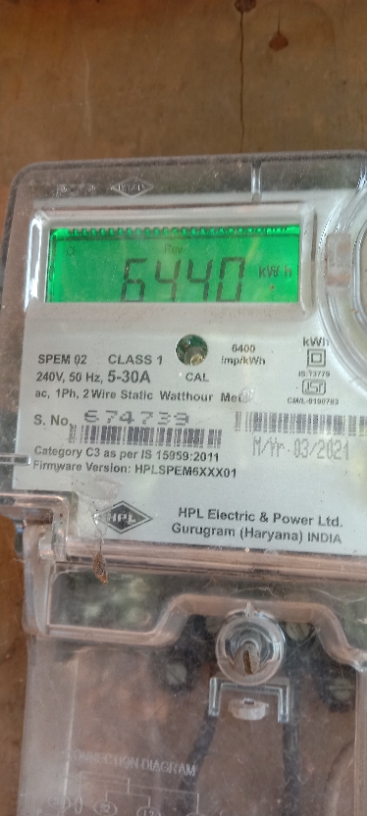 6440 kWh
SPEM 02 CLASS 1
240V, 50 Hz, 5-30A
CAL
6400
imp/kWh
kWh
IS:13779
ac, 1Ph, 2 Wire Static Watthour
S. No. 674739
M/Yr 03/2021
Category C3 as per IS 15959:2011
Firmware Version: HPLSPEM6XXX01
HPL
HPL Electric & Power Ltd.
Gurugram (Haryana) INDIA
DIAGRAM